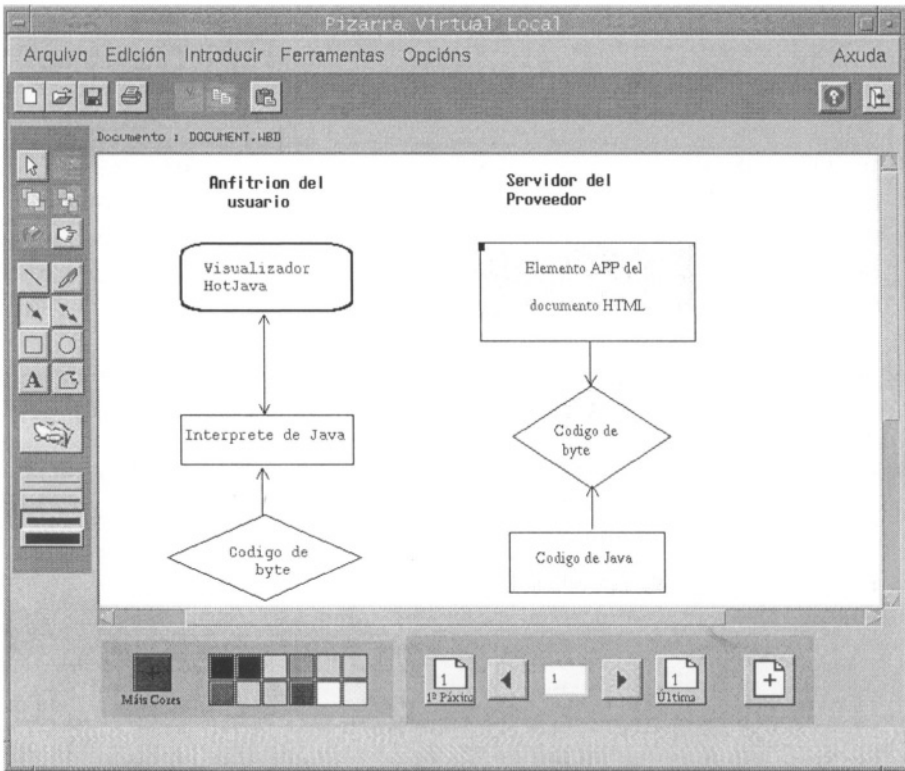 Pizarra Virtual Local
Arquivo Edición Introducir Ferramentas Opcións Axuda
Documento : DOCUMENT.WBD
Anfitrion del
usuario
Servidor del
Proveedor
Visualizador
HotJava
Elemento APP del
documento HTML
Interprete de Java
Codigo de
byte
Codigo de
byte
Codigo de Java
A
Máis Cores
1
1ª Páxina
1
1
Última